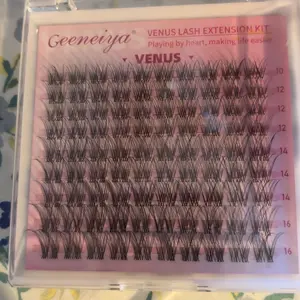 Geeneiya
VENUS LASH EXTENSION KIT
Playing by heart, making life easier
VENUS
10
12
12
12
14
14
14
16
16